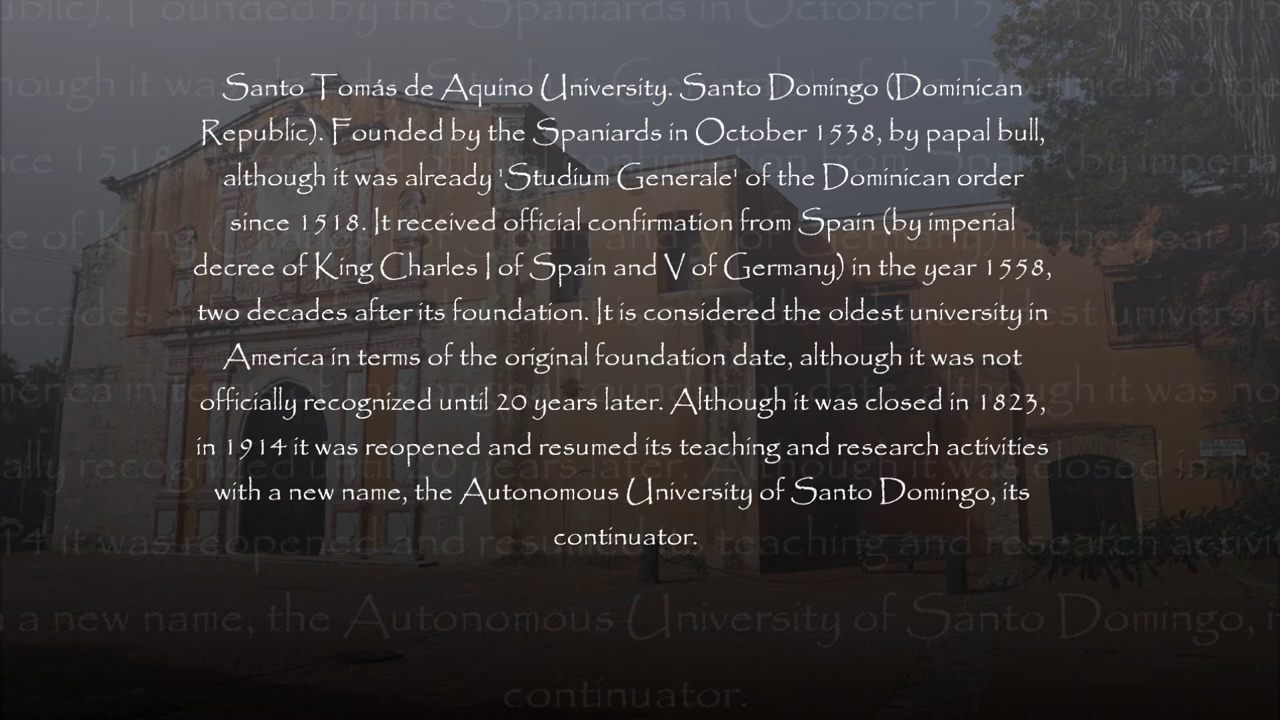 Santo Tomás de Aquino University. Santo Domingo (Dominican
Republic). Founded by the Spaniards in October 1538, by papal bull,
although it was already 'Studium Generale' of the Dominican order
since 1518. It received official confirmation from Spain (by imperial
decree of King Charles I of Spain and V of Germany) in the year 1558,
two decades after its foundation. It is considered the oldest university in
America in terms of the original foundation date, although it was not
officially recognized until 20 years later. Although it was closed in 1823,
in 1914 it was reopened and resumed its teaching and research activities
with a new name, the Autonomous University of Santo Domingo, its
continuator.